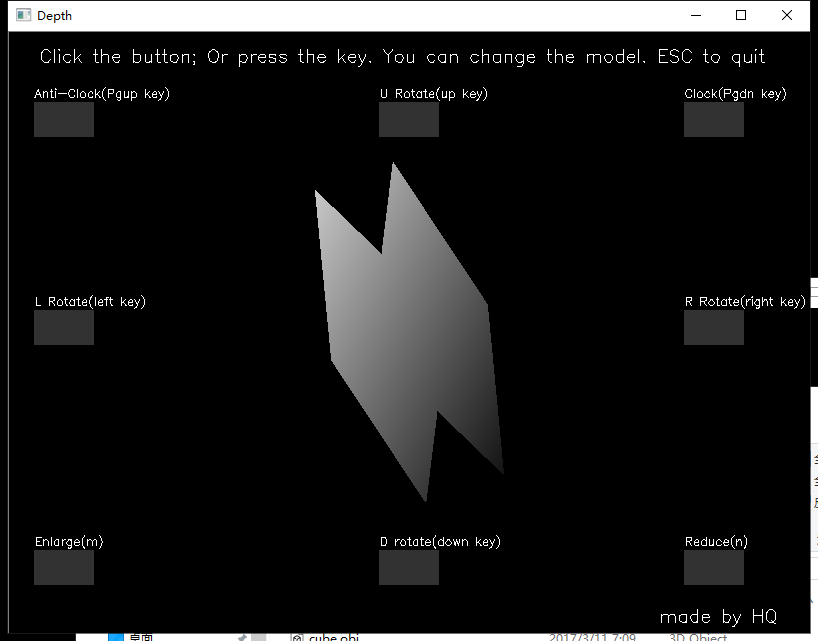 Depth
Click the button; Or press the key. You can change the model. ESC to quit
Anti-Clock(Pgup key)
U Rotate(up key)
Clock(Pgdn key)
L Rotate(left key)
R Rotate(right key)
Enlarge(m)
D rotate(down key)
Reduce(n)
made by HQ
桌面
cube.obj
2017/3/11 7:09
3D Object